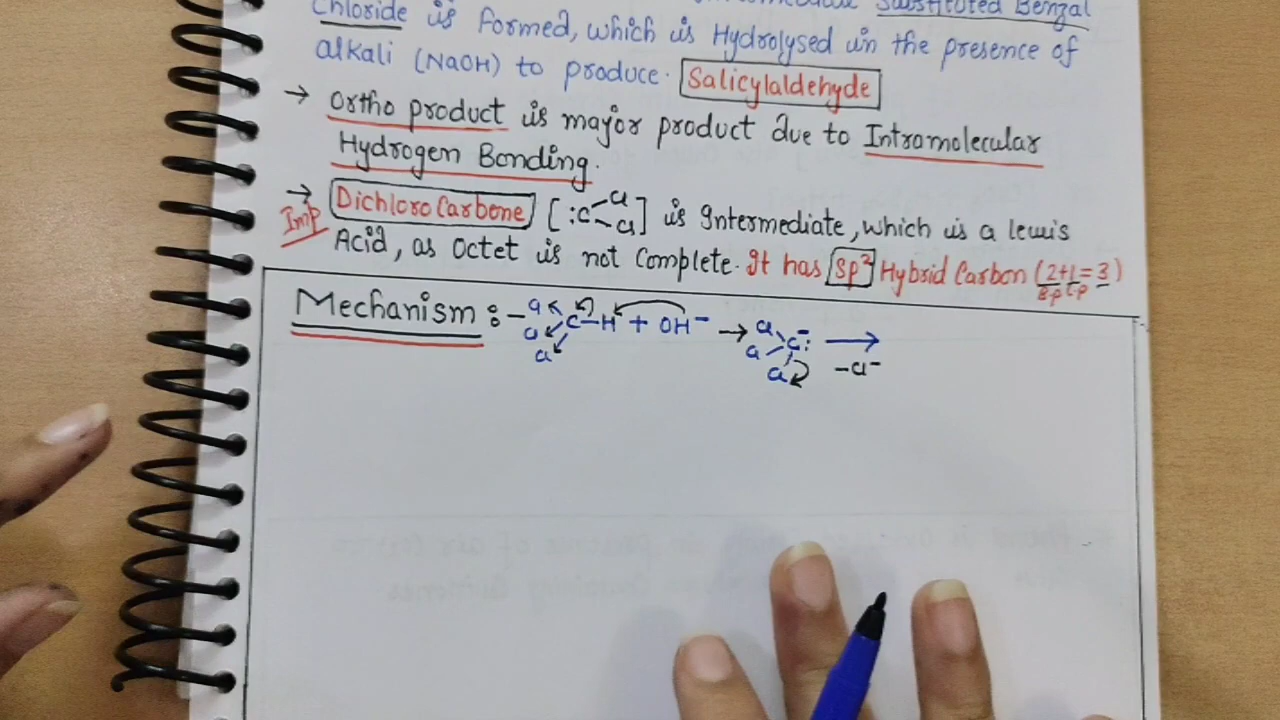 Substituted Benzal
Chloride is formed, which is Hydrolysed in the presence of
alkali (NaOH) to produce. Salicylaldehyde
→ Ortho product is major product due to Intramolecular
Hydrogen Bonding.
→ Dichloro Carbene [:C Cl Cl] is Intermediate, which is a lewis
Imp
Acid, as Octet is not Complete. It has Sp² Hybrid Carbon (2+1=3)
Bp Lp
Mechanism:- Cl Cl Cl C-H + OH⁻ → Cl Cl Cl C⁻: →
-Cl⁻